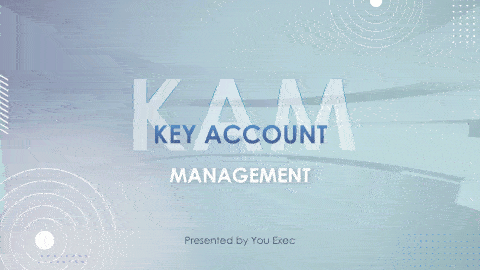 KAM
KEY ACCOUNT
MANAGEMENT
Presented by You Exec